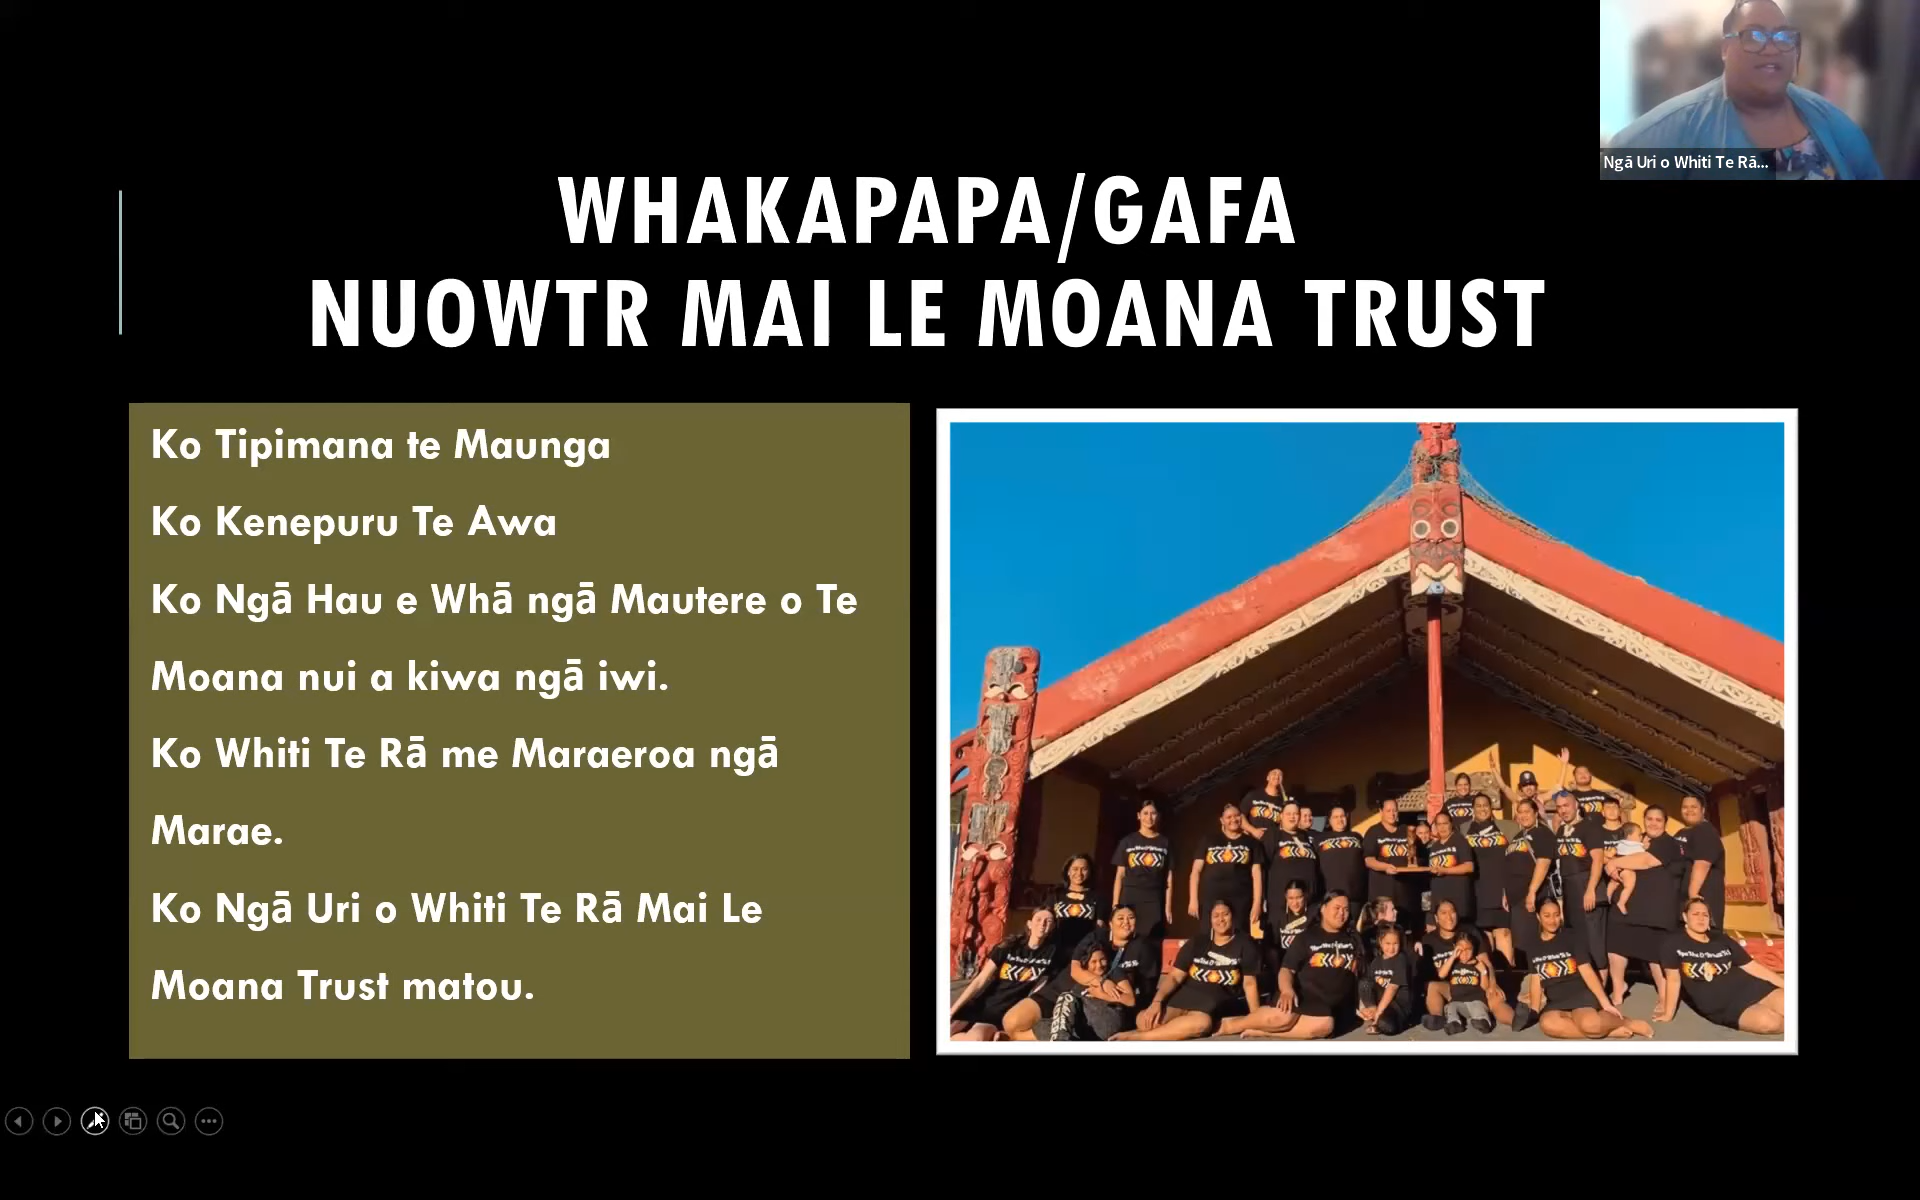 Ngā Uri o Whiti Te Rā...
WHAKAPAPA/GAFA
NUOWTR MAI LE MOANA TRUST
Ko Tipimana te Maunga
Ko Kenepuru Te Awa
Ko Ngā Hau e Whā ngā Mautere o Te
Moana nui a kiwa ngā iwi.
Ko Whiti Te Rā me Maraeroa ngā
Marae.
Ko Ngā Uri o Whiti Te Rā Mai Le
Moana Trust matou.